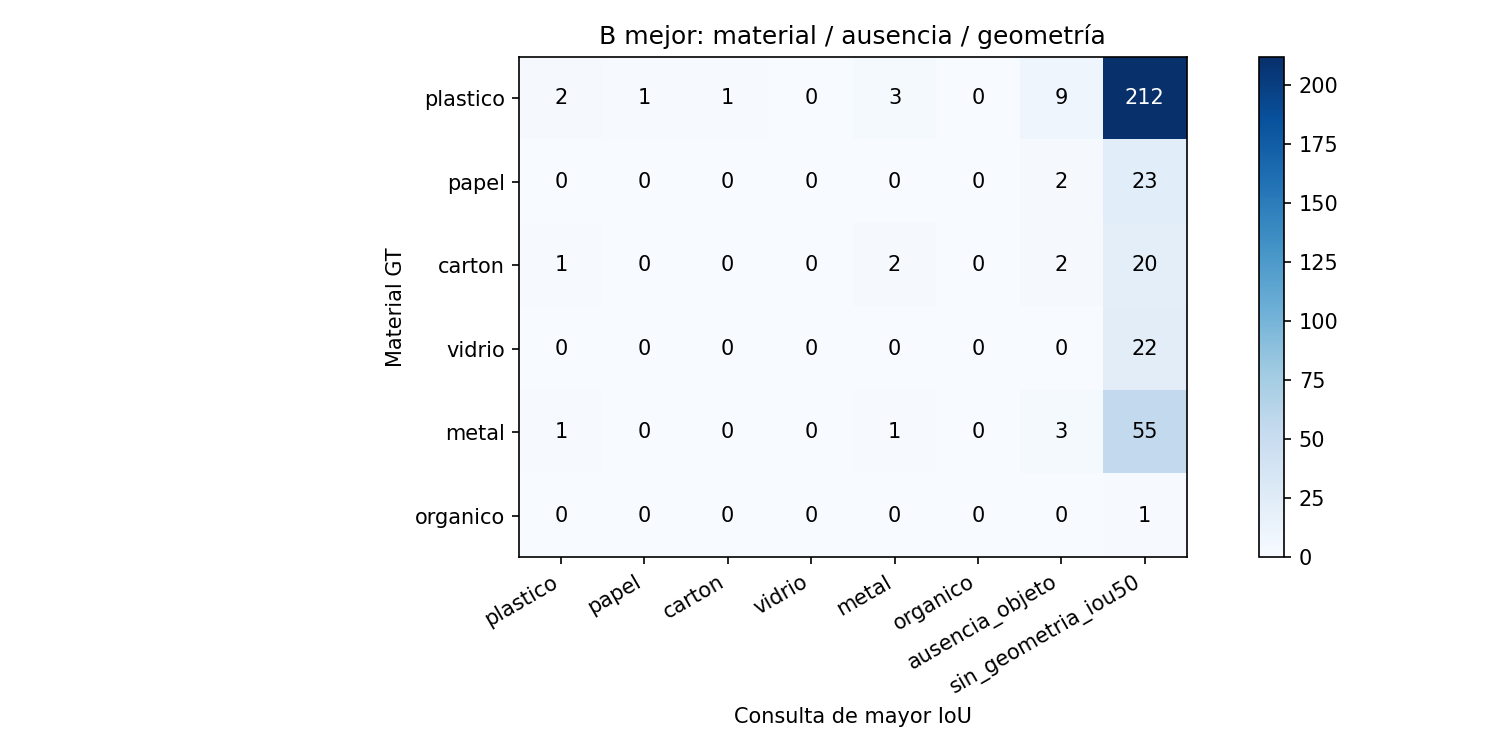 B mejor: material / ausencia / geometría
plastico 2 1 1 0 3 0 9 212
papel 0 0 0 0 0 0 2 23
carton 1 0 0 0 2 0 2 20
vidrio 0 0 0 0 0 0 0 22
metal 1 0 0 0 1 0 3 55
organico 0 0 0 0 0 0 0 1
Material GT
plastico papel carton vidrio metal organico ausencia_objeto sin_geometria_iou50
Consulta de mayor IoU
200
175
150
125
100
75
50
25
0